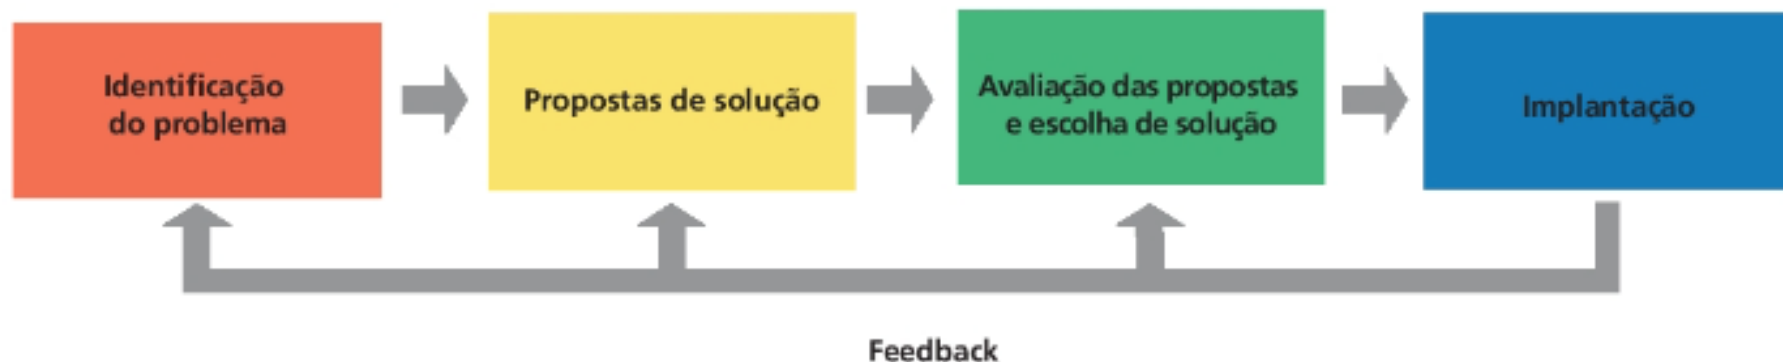 Identificação
do problema
Propostas de solução
Avaliação das propostas
e escolha de solução
Implantação
Feedback